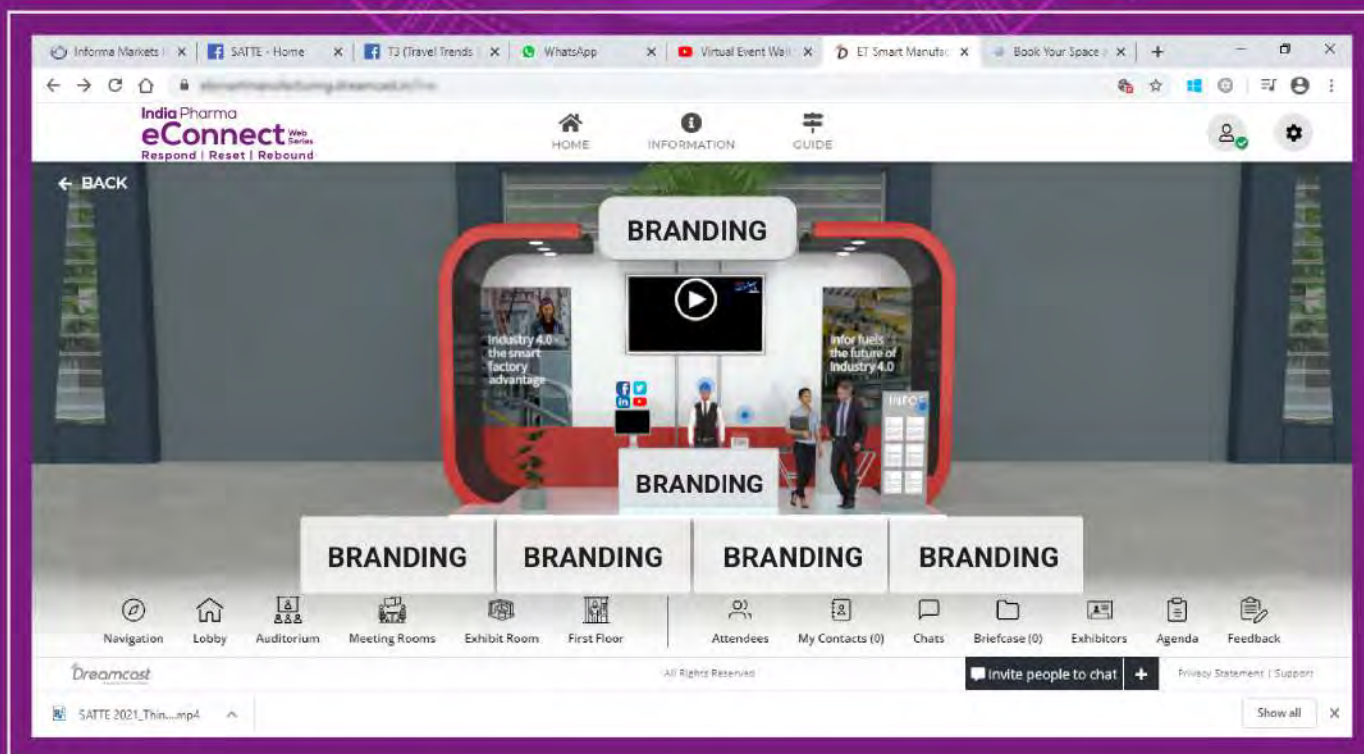 Informa Markets I
SATTE - Home
T3 (Travel Trends
WhatsApp
Virtual Event Wal
ET Smart Manufac
Book Your Space
India Pharma
eConnect Web Series
Respond | Reset | Rebound
HOME
INFORMATION
GUIDE
← BACK
BRANDING
Industry 4.0 -
the smart
factory
advantage
Infor fuels
the future of
Industry 4.0
INFOR
BRANDING
BRANDING
BRANDING
BRANDING
BRANDING
Navigation
Lobby
Auditorium
Meeting Rooms
Exhibit Room
First Floor
Attendees
My Contacts (0)
Chats
Briefcase (0)
Exhibitors
Agenda
Feedback
Dreamcast
All Rights Reserved
Invite people to chat +
Privacy Statement | Support
SATTE 2021_Thin....mp4
Show all